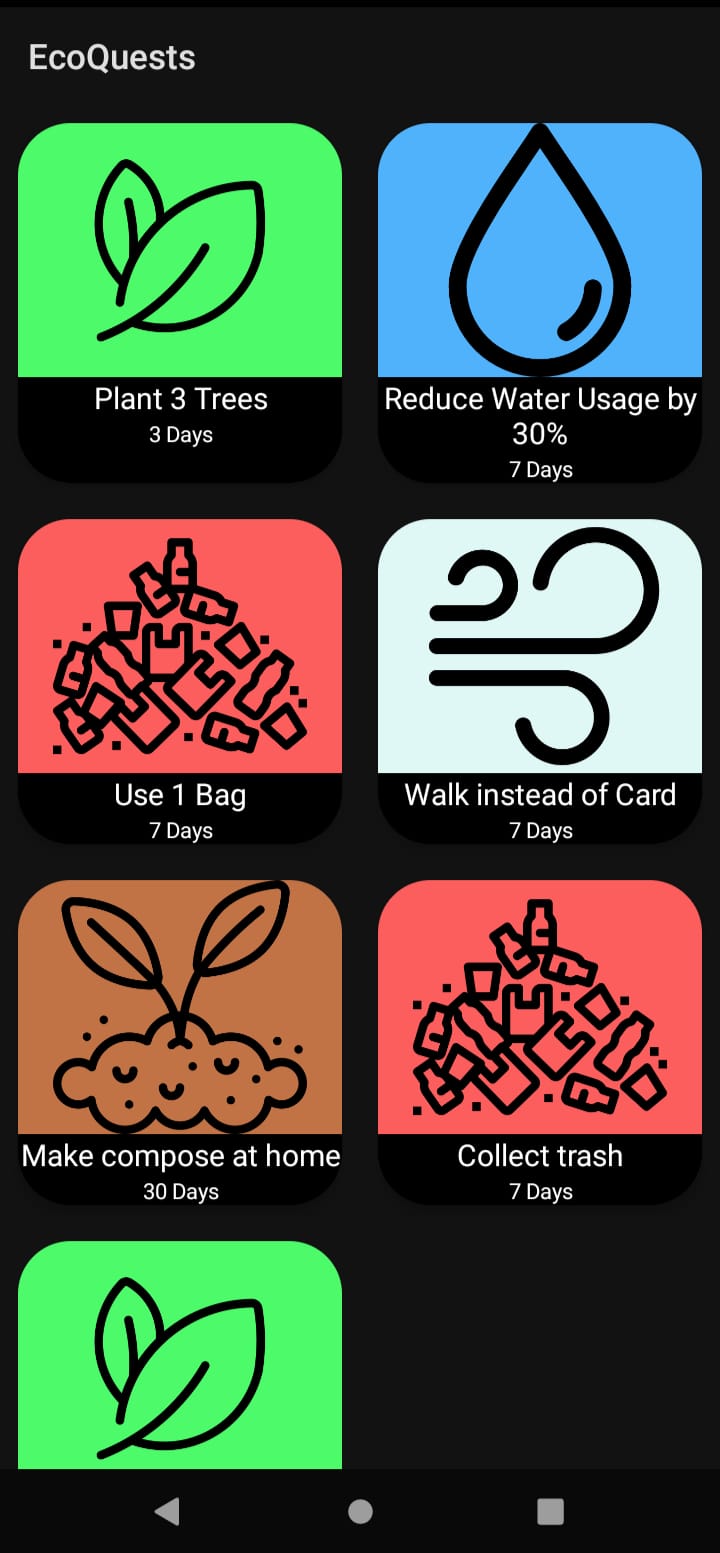 EcoQuests
Plant 3 Trees
3 Days
Reduce Water Usage by
30%
7 Days
Use 1 Bag
7 Days
Walk instead of Card
7 Days
Make compose at home
30 Days
Collect trash
7 Days